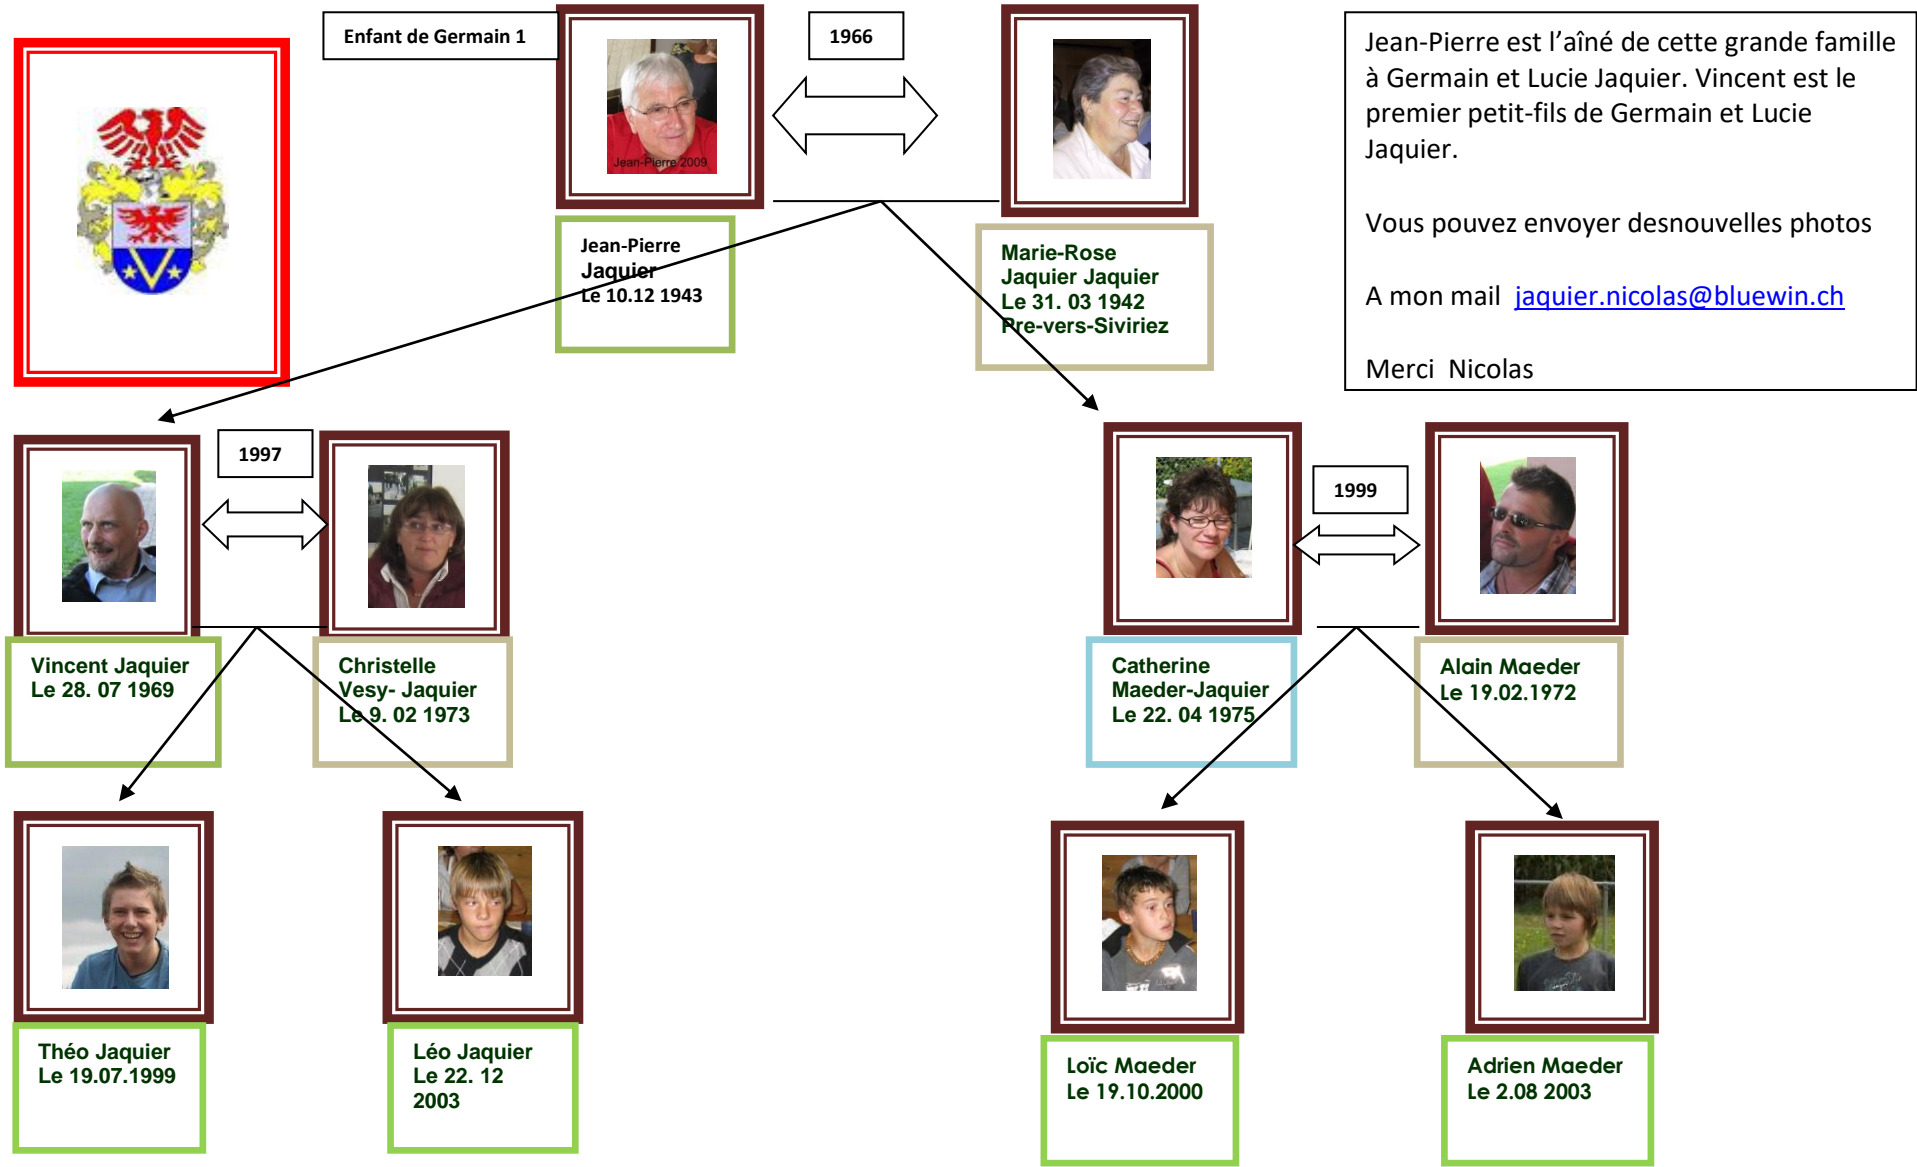 Enfant de Germain 1
1966
Jean-Pierre 2009
Jean-Pierre
Jaquier
Le 10.12 1943
Marie-Rose
Jaquier Jaquier
Le 31. 03 1942
Pre-vers-Siviriez
Jean-Pierre est l’aîné de cette grande famille
à Germain et Lucie Jaquier. Vincent est le
premier petit-fils de Germain et Lucie
Jaquier.
Vous pouvez envoyer desnouvelles photos
A mon mail jaquier.nicolas@bluewin.ch
Merci Nicolas
1997
Vincent Jaquier
Le 28. 07 1969
Christelle
Vesy- Jaquier
Le 9. 02 1973
1999
Catherine
Maeder-Jaquier
Le 22. 04 1975
Alain Maeder
Le 19.02.1972
Théo Jaquier
Le 19.07.1999
Léo Jaquier
Le 22. 12
2003
Loïc Maeder
Le 19.10.2000
Adrien Maeder
Le 2.08 2003